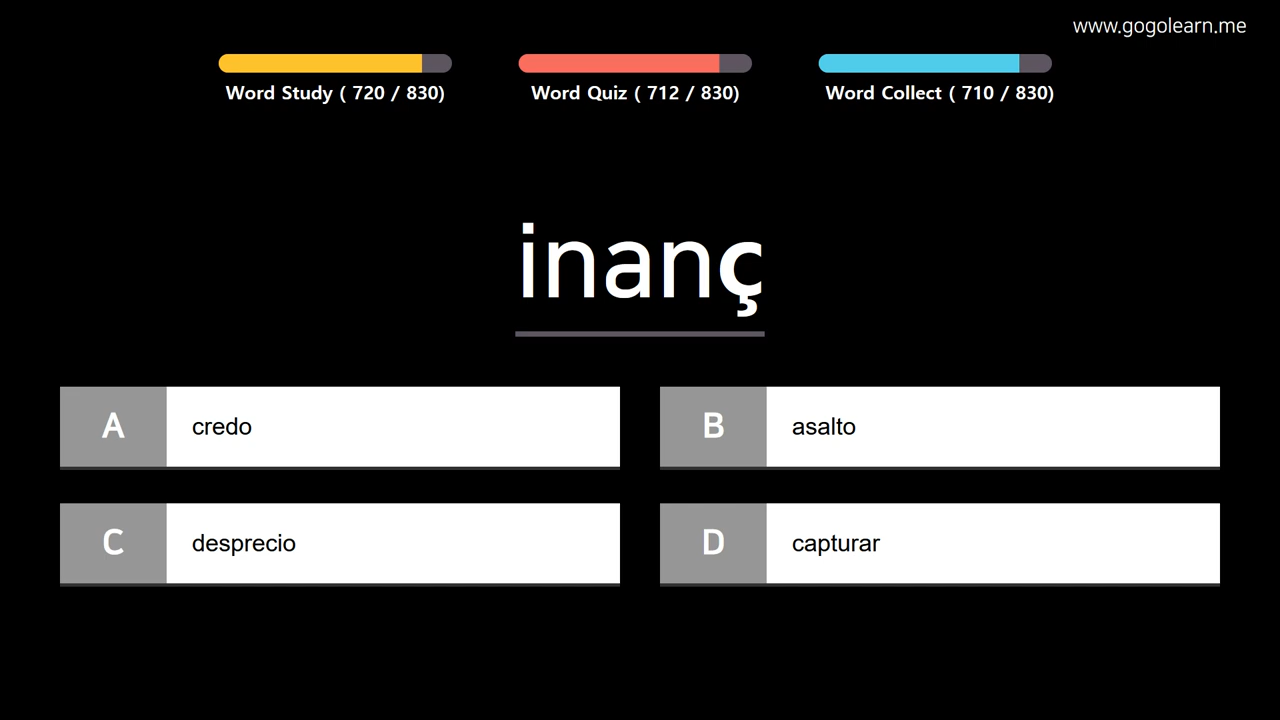 www.gogolearn.me
Word Study ( 720 / 830)
Word Quiz ( 712 / 830)
Word Collect ( 710 / 830)
inanç
A credo
B asalto
C desprecio
D capturar